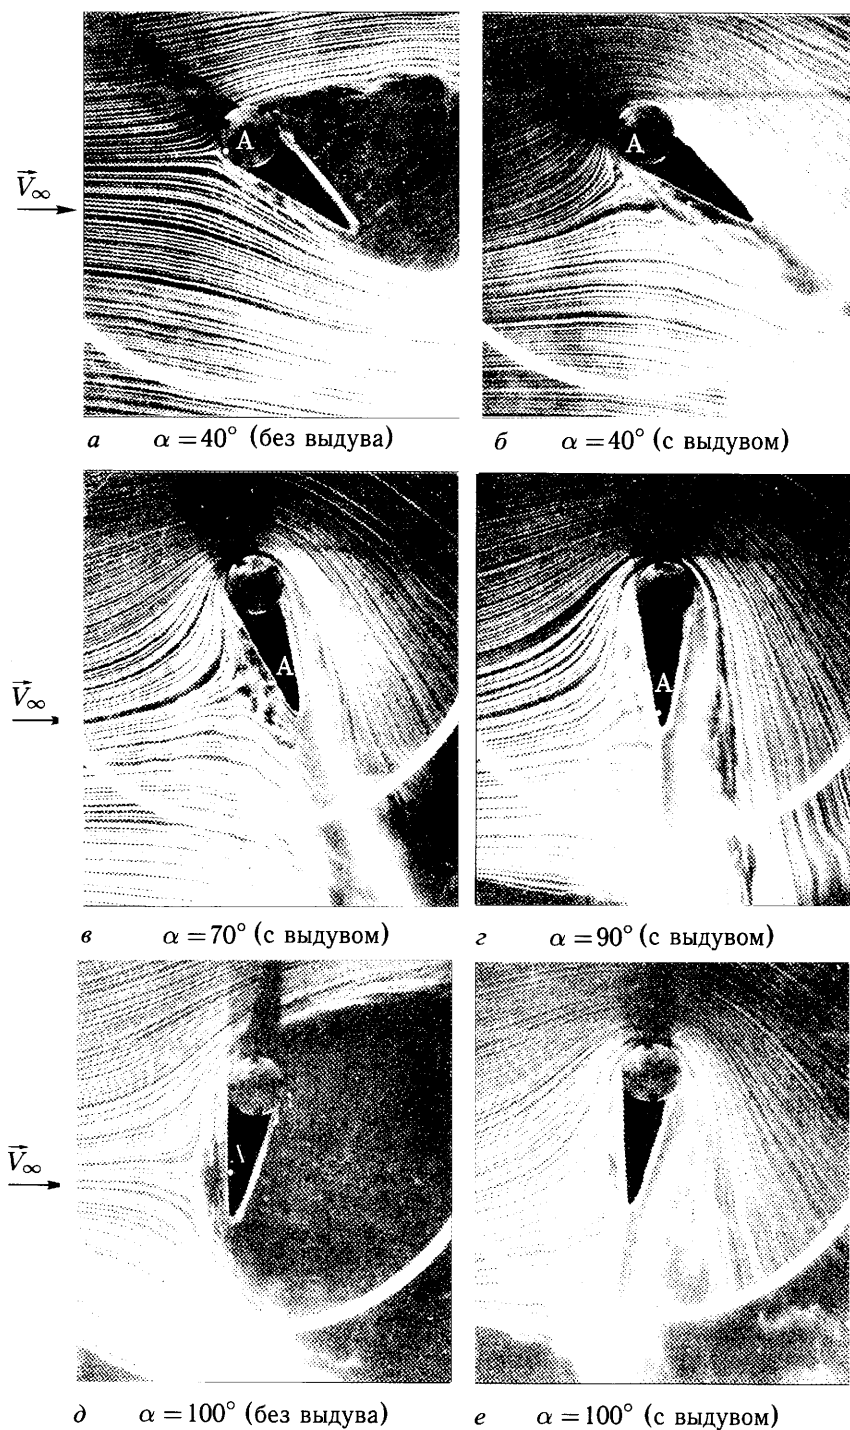 A
A
V⃗∞
а α = 40° (без выдува)
б α = 40° (с выдувом)
A
A
V⃗∞
в α = 70° (с выдувом)
г α = 90° (с выдувом)
V⃗∞
д α = 100° (без выдува)
е α = 100° (с выдувом)